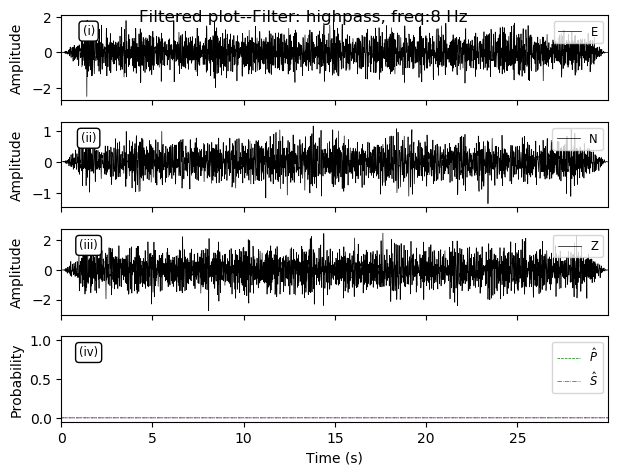 Filtered plot--Filter: highpass, freq:8 Hz
2
0
−2
Amplitude
(i)
E
1
0
−1
Amplitude
(ii)
N
2
0
−2
Amplitude
(iii)
Z
1.0
0.5
0.0
Probability
(iv)
P̂
Ŝ
0 5 10 15 20 25
Time (s)